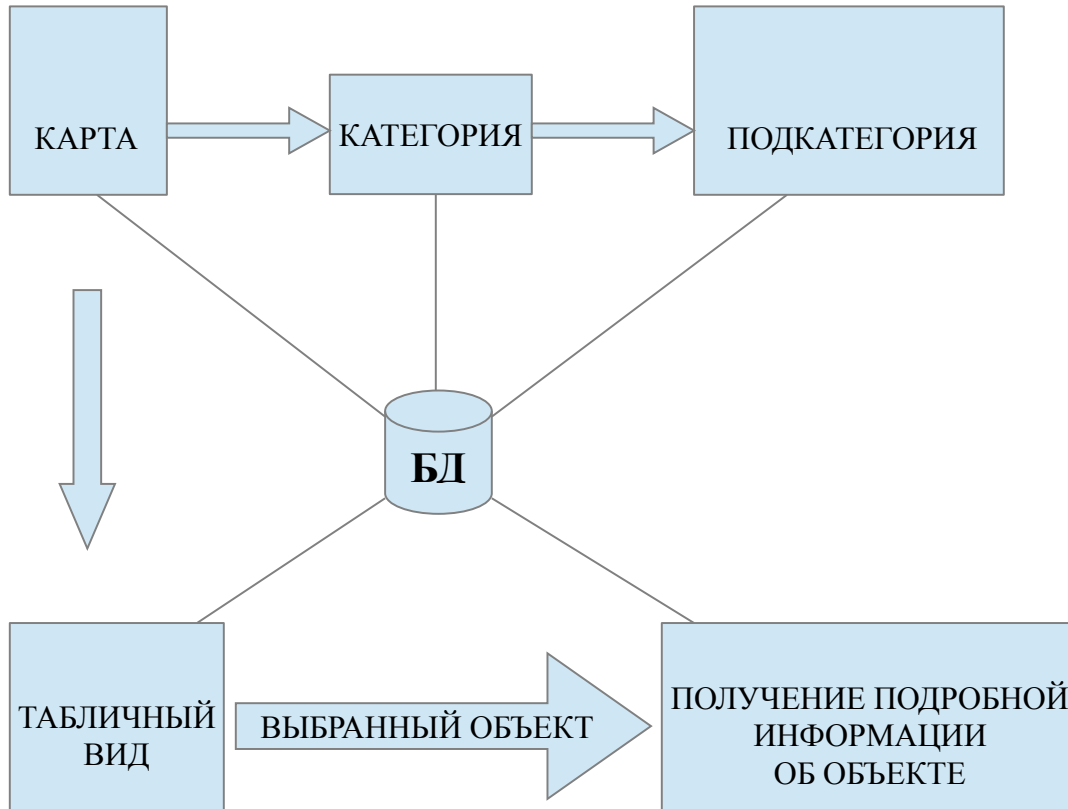 КАРТА
КАТЕГОРИЯ
ПОДКАТЕГОРИЯ
БД
ТАБЛИЧНЫЙ
ВИД
ВЫБРАННЫЙ ОБЪЕКТ
ПОЛУЧЕНИЕ ПОДРОБНОЙ
ИНФОРМАЦИИ
ОБ ОБЪЕКТЕ